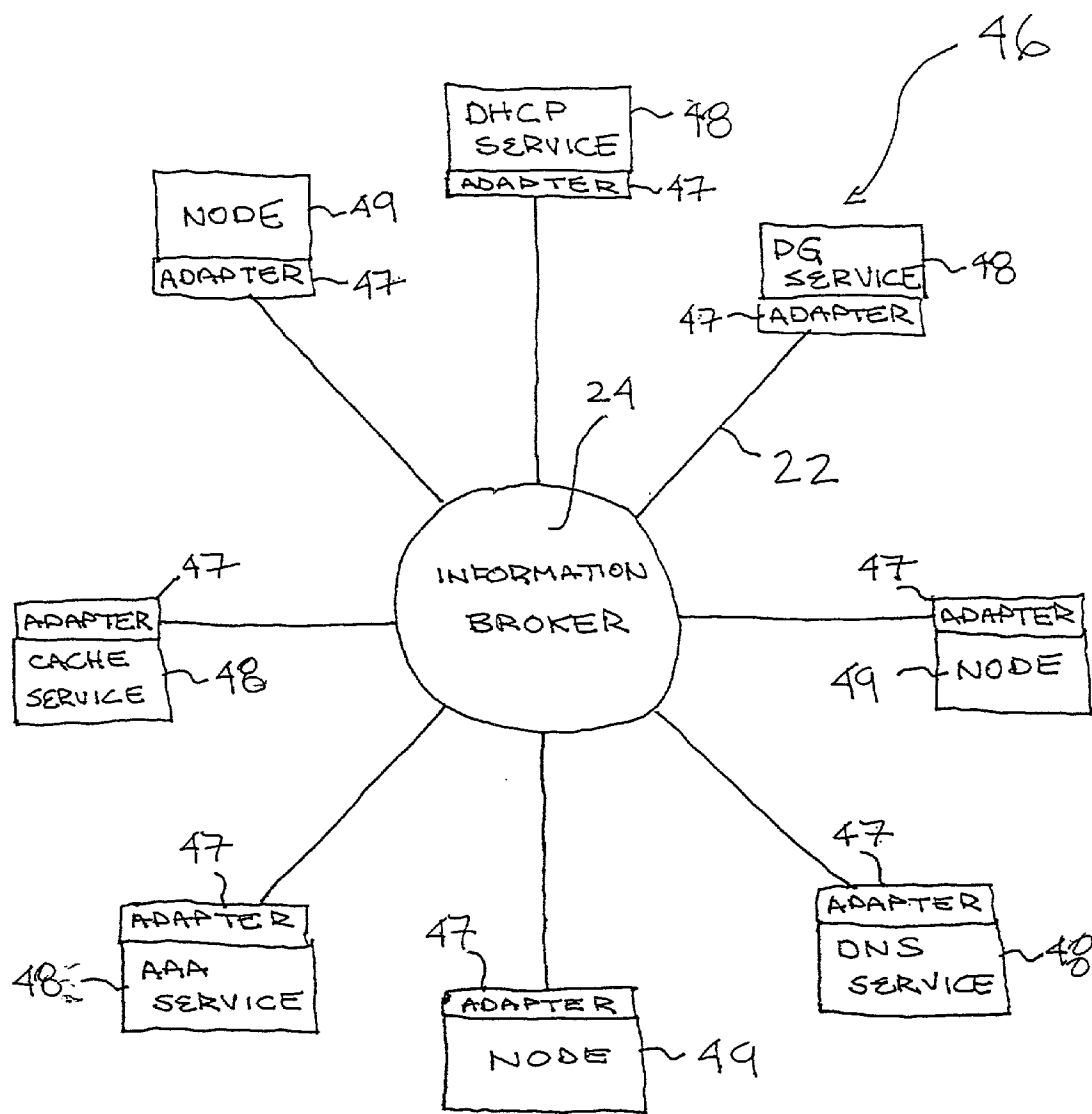 46
DHCP
SERVICE
48
ADAPTER
47
NODE
49
ADAPTER
47
DG
SERVICE
48
47
ADAPTER
24
22
INFORMATION
BROKER
47
ADAPTER
CACHE
SERVICE
48
47
ADAPTER
49
NODE
47
ADAPTER
48
AAA
SERVICE
47
ADAPTER
NODE
49
47
ADAPTER
DNS
SERVICE
48